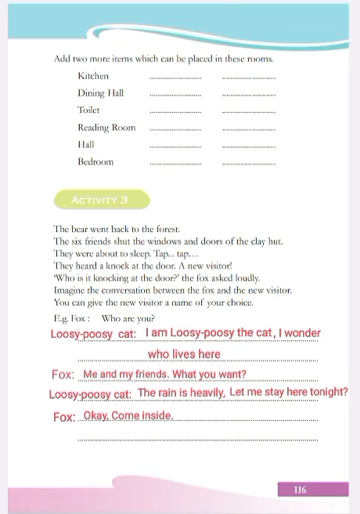 Add two more items which can be placed in these rooms.
Kitchen ........................ ........................
Dining Hall ........................ ........................
Toilet ........................ ........................
Reading Room ........................ ........................
Hall ........................ ........................
Bedroom ........................ ........................
ACTIVITY 3
The bear went back to the forest.
The six friends shut the windows and doors of the clay hut.
They were about to sleep. Tap... tap...
They heard a knock at the door. A new visitor!
'Who is it knocking at the door?' the fox asked loudly.
Imagine the conversation between the fox and the new visitor.
You can give the new visitor a name of your choice.
E.g. Fox : Who are you?
Loosy-poosy cat: I am Loosy-poosy the cat, I wonder
who lives here
Fox: Me and my friends. What you want?
Loosy-poosy cat: The rain is heavily, Let me stay here tonight?
Fox: Okay, Come inside.
116